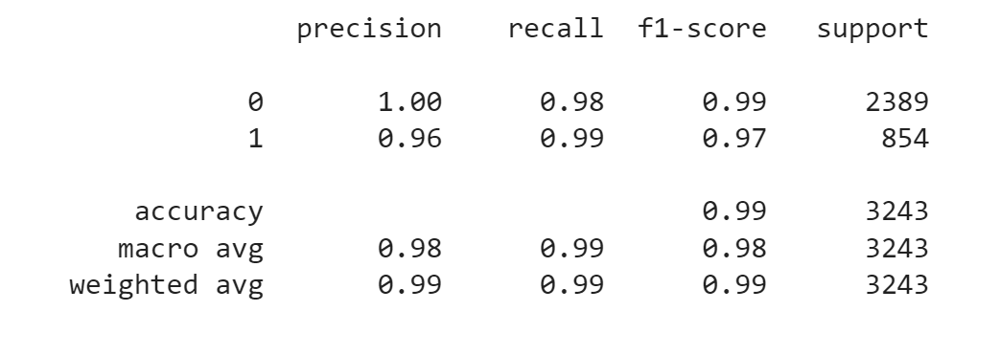 precision recall f1-score support
0 1.00 0.98 0.99 2389
1 0.96 0.99 0.97 854
accuracy 0.99 3243
macro avg 0.98 0.99 0.98 3243
weighted avg 0.99 0.99 0.99 3243